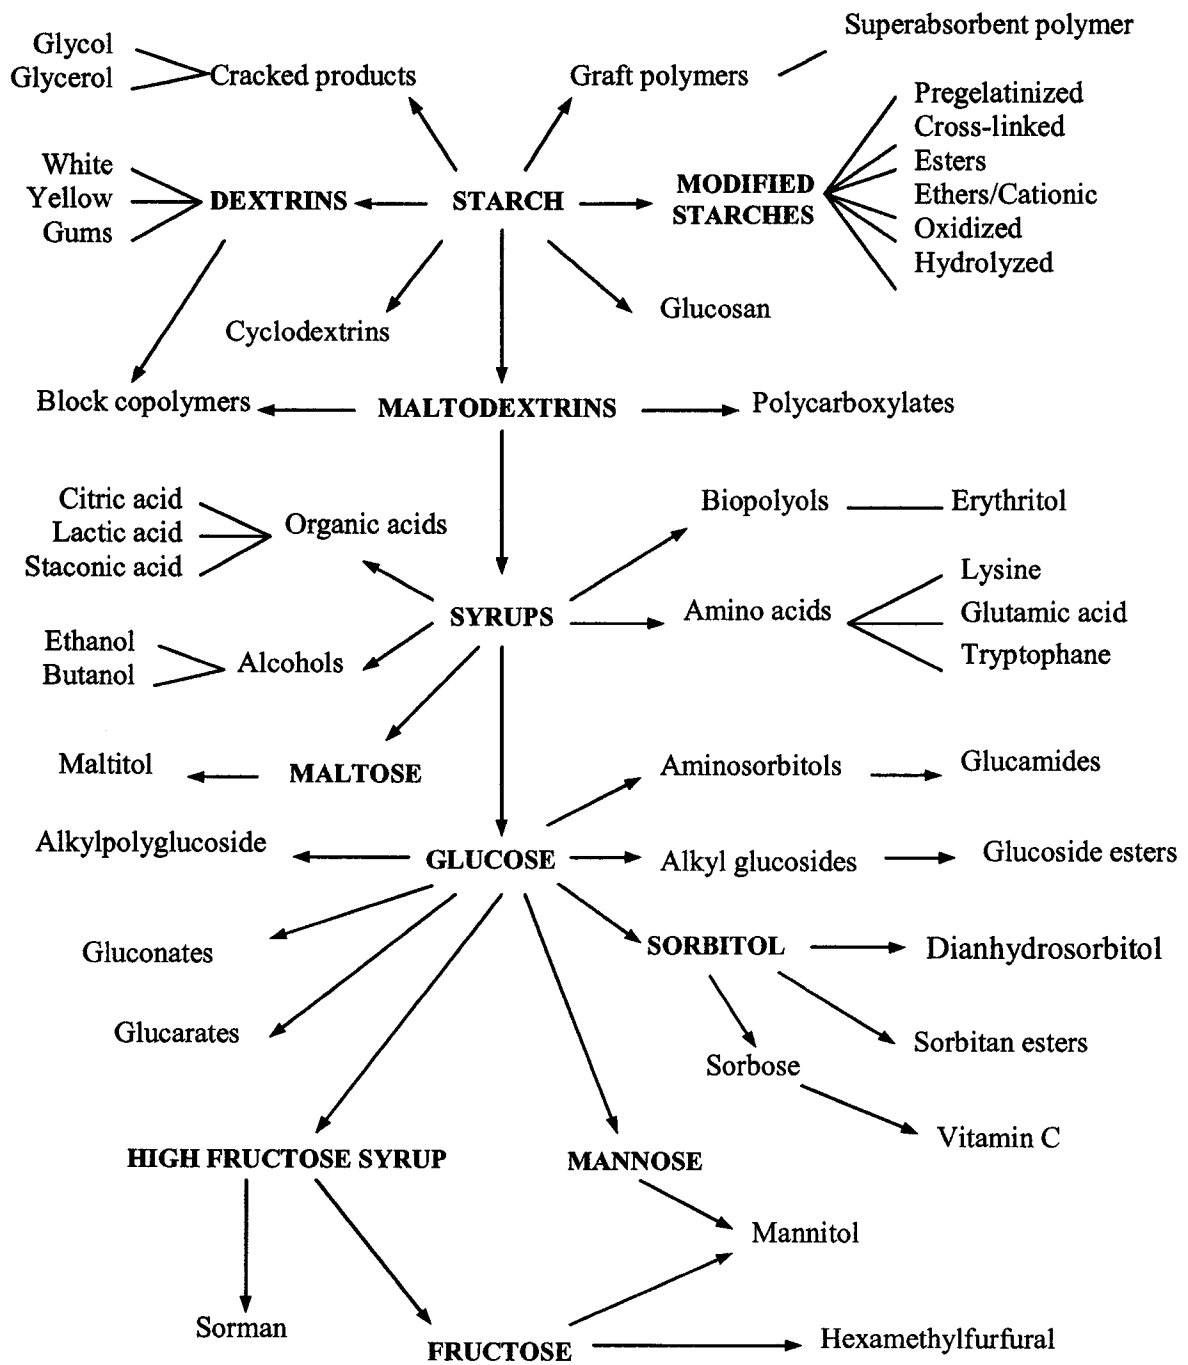 Superabsorbent polymer
Glycol
Glycerol
Cracked products
Graft polymers
Pregelatinized
Cross-linked
Esters
Ethers/Cationic
Oxidized
Hydrolyzed
White
Yellow
Gums
DEXTRINS
STARCH
MODIFIED
STARCHES
Cyclodextrins
Glucosan
Block copolymers
MALTODEXTRINS
Polycarboxylates
Citric acid
Lactic acid
Staconic acid
Organic acids
Biopolyols
Erythritol
SYRUPS
Amino acids
Lysine
Glutamic acid
Tryptophane
Ethanol
Butanol
Alcohols
Maltitol
MALTOSE
Aminosorbitols
Glucamides
Alkylpolyglucoside
GLUCOSE
Alkyl glucosides
Glucoside esters
Gluconates
SORBITOL
Dianhydrosorbitol
Glucarates
Sorbitan esters
Sorbose
Vitamin C
HIGH FRUCTOSE SYRUP
MANNOSE
Mannitol
Sorman
FRUCTOSE
Hexamethylfurfural